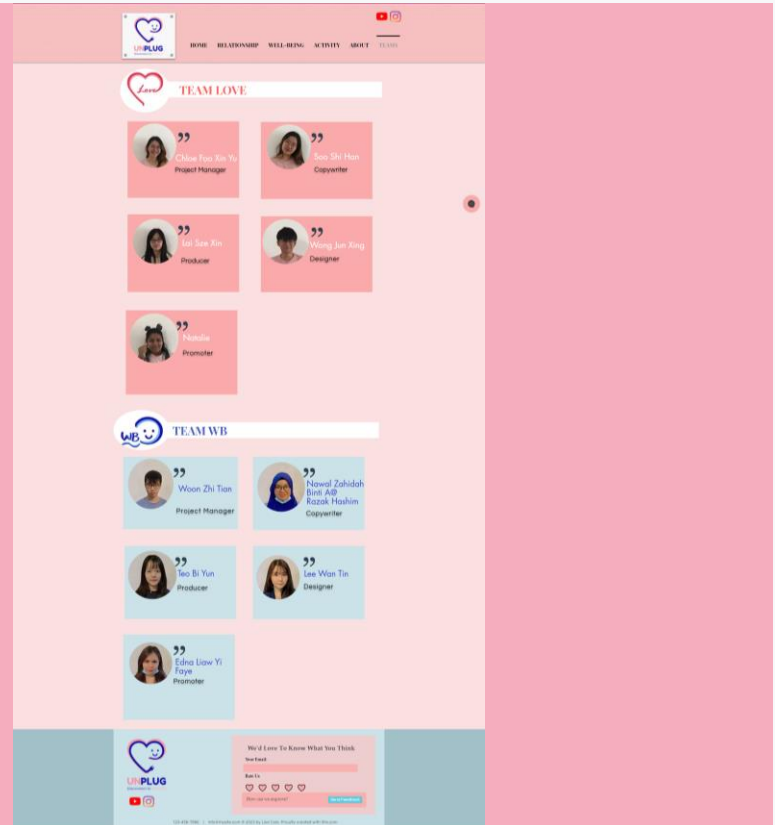 UNPLUG
HOME RELATIONSHIP WELL-BEING ACTIVITY ABOUT TEAMS
Love
TEAM LOVE
Chloe Foo Xin Yu
Project Manager
Soo Shi Han
Copywriter
Lai Sze Xin
Producer
Wong Jun Xing
Designer
Natalie
Promoter
WB
TEAM WB
Woon Zhi Tian
Project Manager
Nawal Zahidah
Binti A@
Razak Hashim
Copywriter
Teo Bi Yun
Producer
Lee Wan Tin
Designer
Edna Liaw Yi
Faye
Promoter
UNPLUG
We'd Love To Know What You Think
Your Email
Rate Us